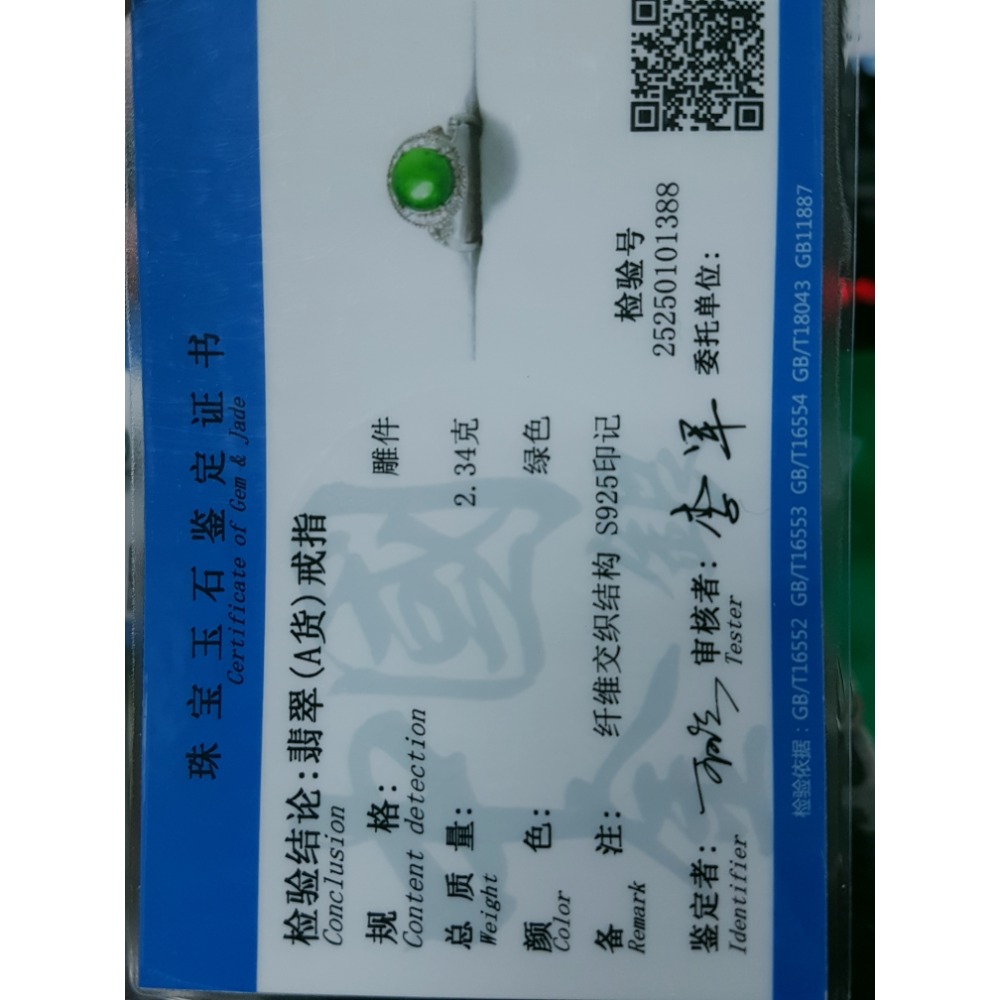 珠宝玉石鉴定证书
Certificate of Gem & Jade
检验结论:翡翠(A货)戒指
Conclusion
规格: 雕件
Content detection
总质量: 2.34克
Weight
颜色: 绿色
Color
备注: 纤维交织结构 S925印记
Remark
检验号
25250101388
鉴定者: 审核者: 委托单位:
Identifier Tester
检验依据:GB/T16552 GB/T16553 GB/T16554 GB/T18043 GB11887